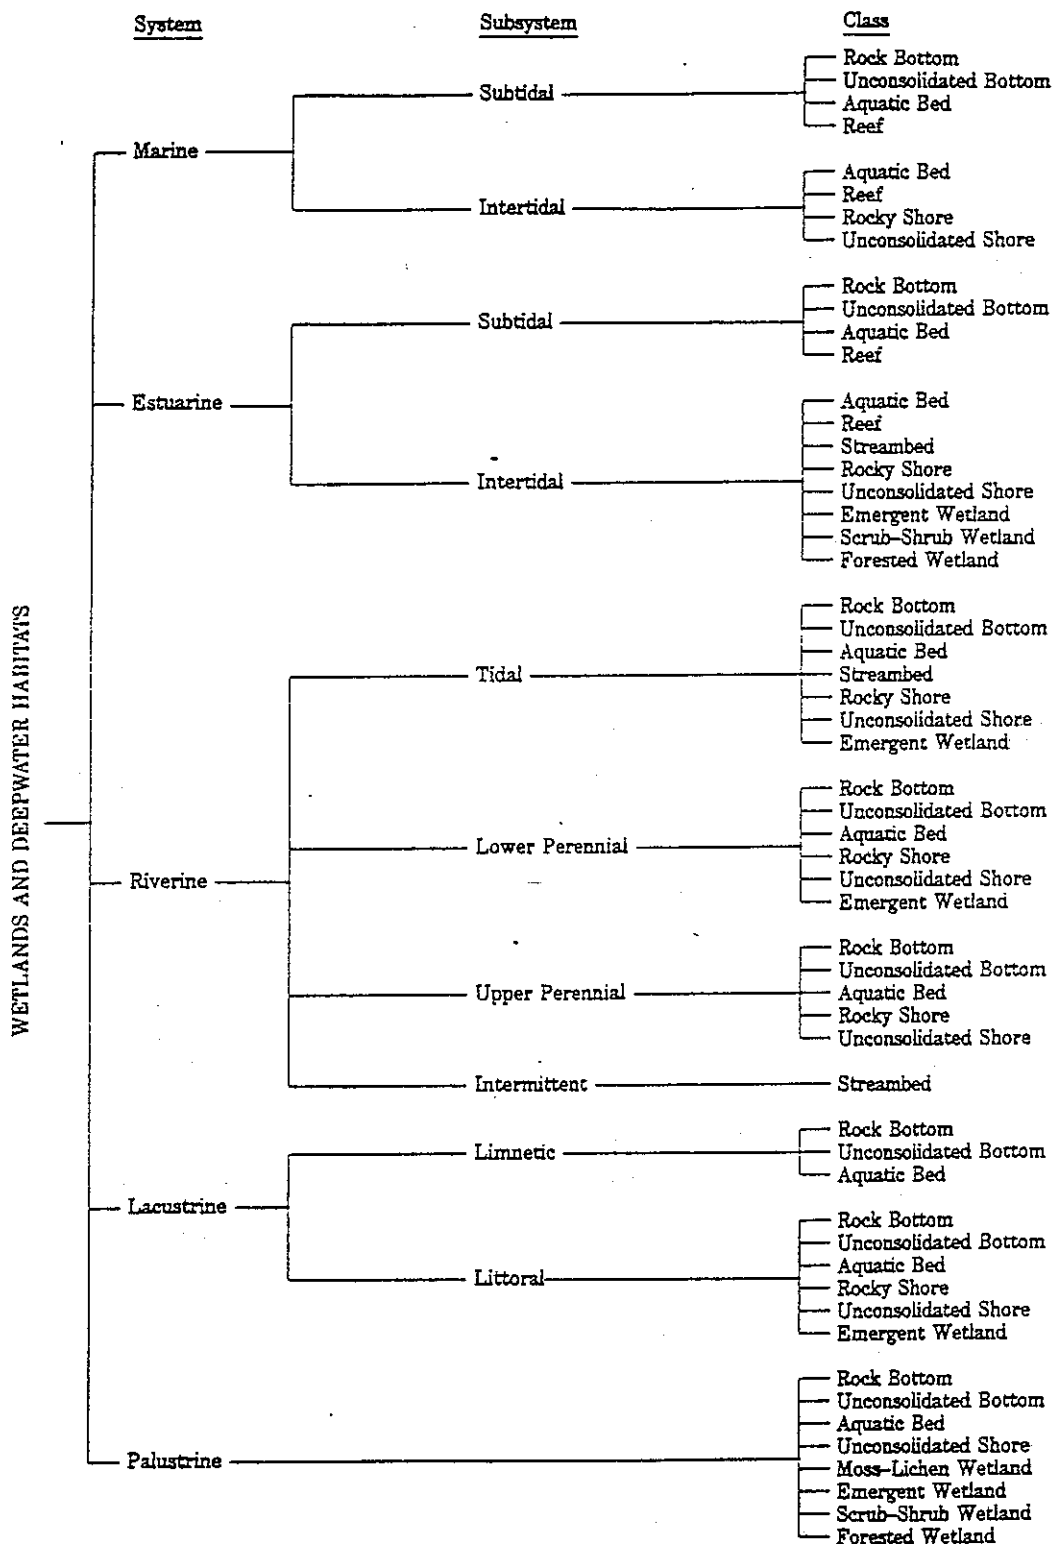 System Subsystem Class
WETLANDS AND DEEPWATER HABITATS
Marine
Subtidal
Rock Bottom
Unconsolidated Bottom
Aquatic Bed
Reef
Intertidal
Aquatic Bed
Reef
Rocky Shore
Unconsolidated Shore
Estuarine
Subtidal
Rock Bottom
Unconsolidated Bottom
Aquatic Bed
Reef
Intertidal
Aquatic Bed
Reef
Streambed
Rocky Shore
Unconsolidated Shore
Emergent Wetland
Scrub-Shrub Wetland
Forested Wetland
Riverine
Tidal
Rock Bottom
Unconsolidated Bottom
Aquatic Bed
Streambed
Rocky Shore
Unconsolidated Shore
Emergent Wetland
Lower Perennial
Rock Bottom
Unconsolidated Bottom
Aquatic Bed
Rocky Shore
Unconsolidated Shore
Emergent Wetland
Upper Perennial
Rock Bottom
Unconsolidated Bottom
Aquatic Bed
Rocky Shore
Unconsolidated Shore
Intermittent
Streambed
Lacustrine
Limnetic
Rock Bottom
Unconsolidated Bottom
Aquatic Bed
Littoral
Rock Bottom
Unconsolidated Bottom
Aquatic Bed
Rocky Shore
Unconsolidated Shore
Emergent Wetland
Palustrine
Rock Bottom
Unconsolidated Bottom
Aquatic Bed
Unconsolidated Shore
Moss-Lichen Wetland
Emergent Wetland
Scrub-Shrub Wetland
Forested Wetland